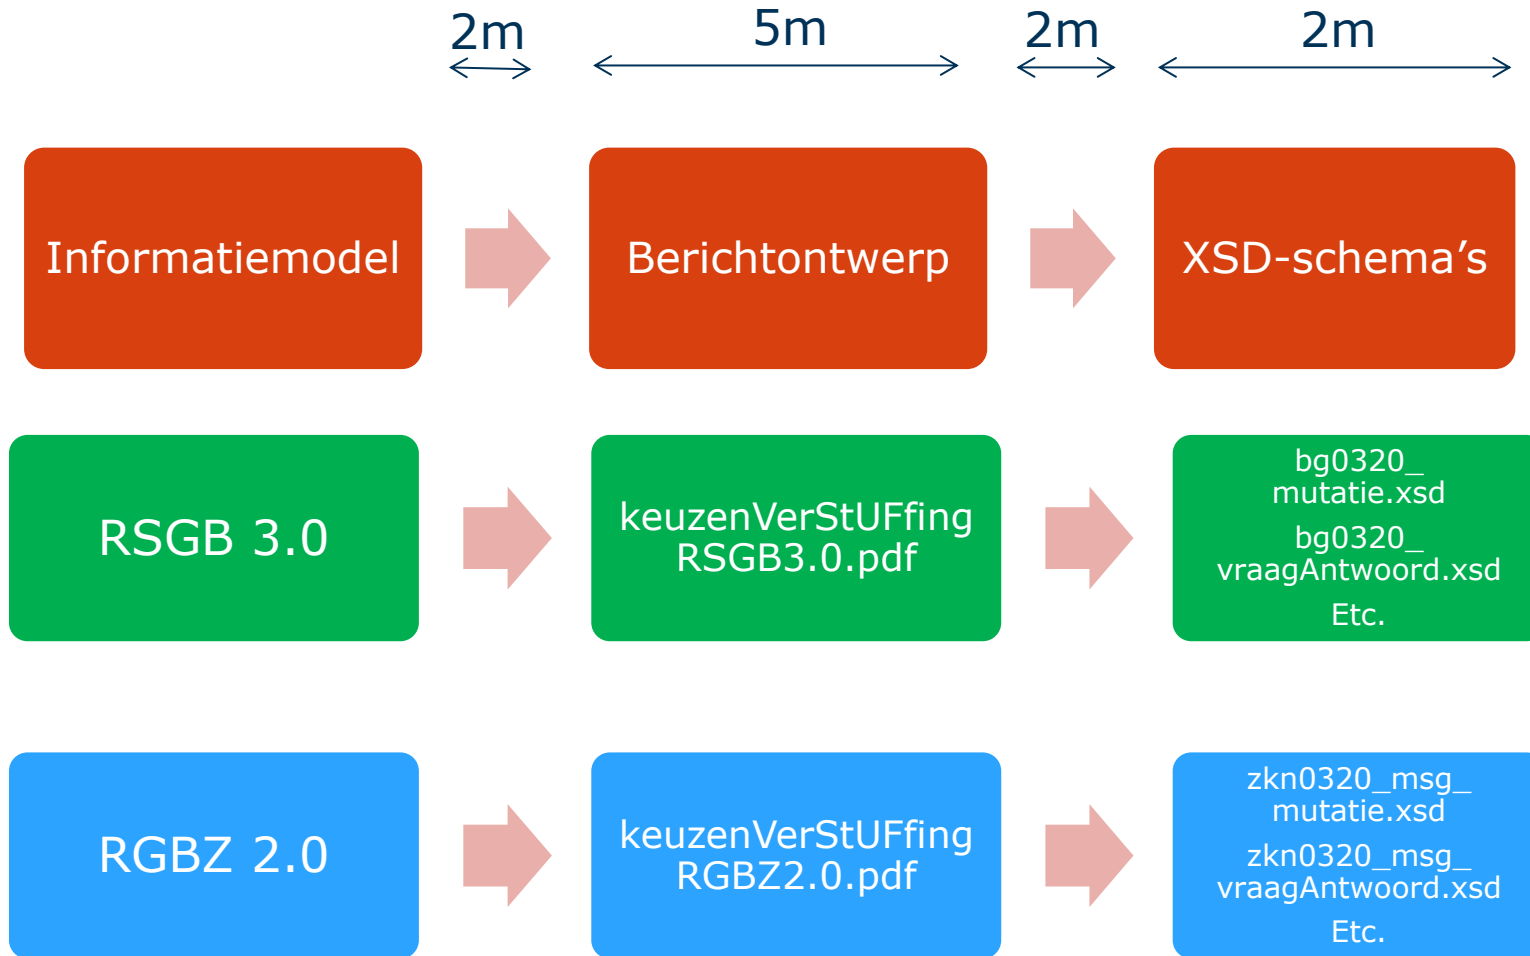 2m
5m
2m
2m
Informatiemodel
Berichtontwerp
XSD-schema’s
RSGB 3.0
keuzenVerStUFfing
RSGB3.0.pdf
bg0320_
mutatie.xsd
bg0320_
vraagAntwoord.xsd
Etc.
RGBZ 2.0
keuzenVerStUFfing
RGBZ2.0.pdf
zkn0320_msg_
mutatie.xsd
zkn0320_msg_
vraagAntwoord.xsd
Etc.